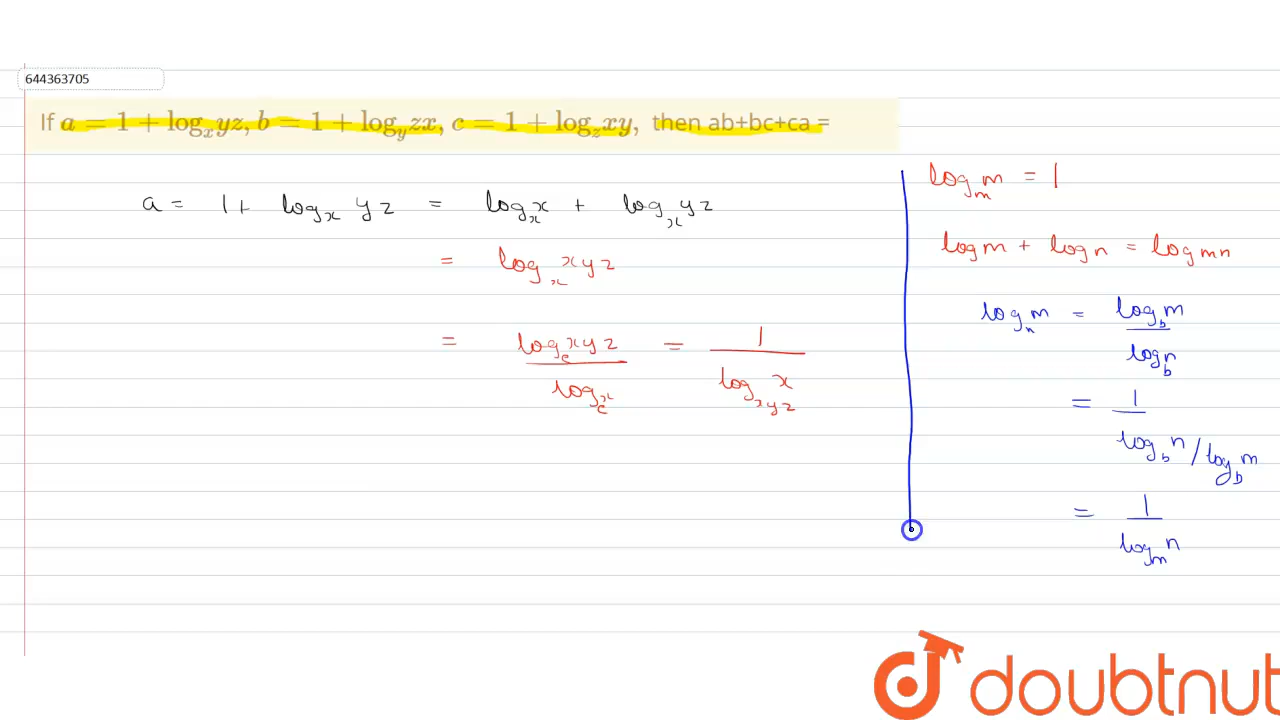 644363705
If a = 1 + log_x yz, b = 1 + log_y zx, c = 1 + log_z xy, then ab+bc+ca =
a = 1 + log_x yz = log_x x + log_x yz
= log_x xyz
= log_c xyz / log_c x = 1 / log_xyz x
log_m m = 1
log m + log n = log mn
log_n m = log_b m / log_b n
= 1 / log_b n / log_b m
= 1 / log_m n
doubtnut